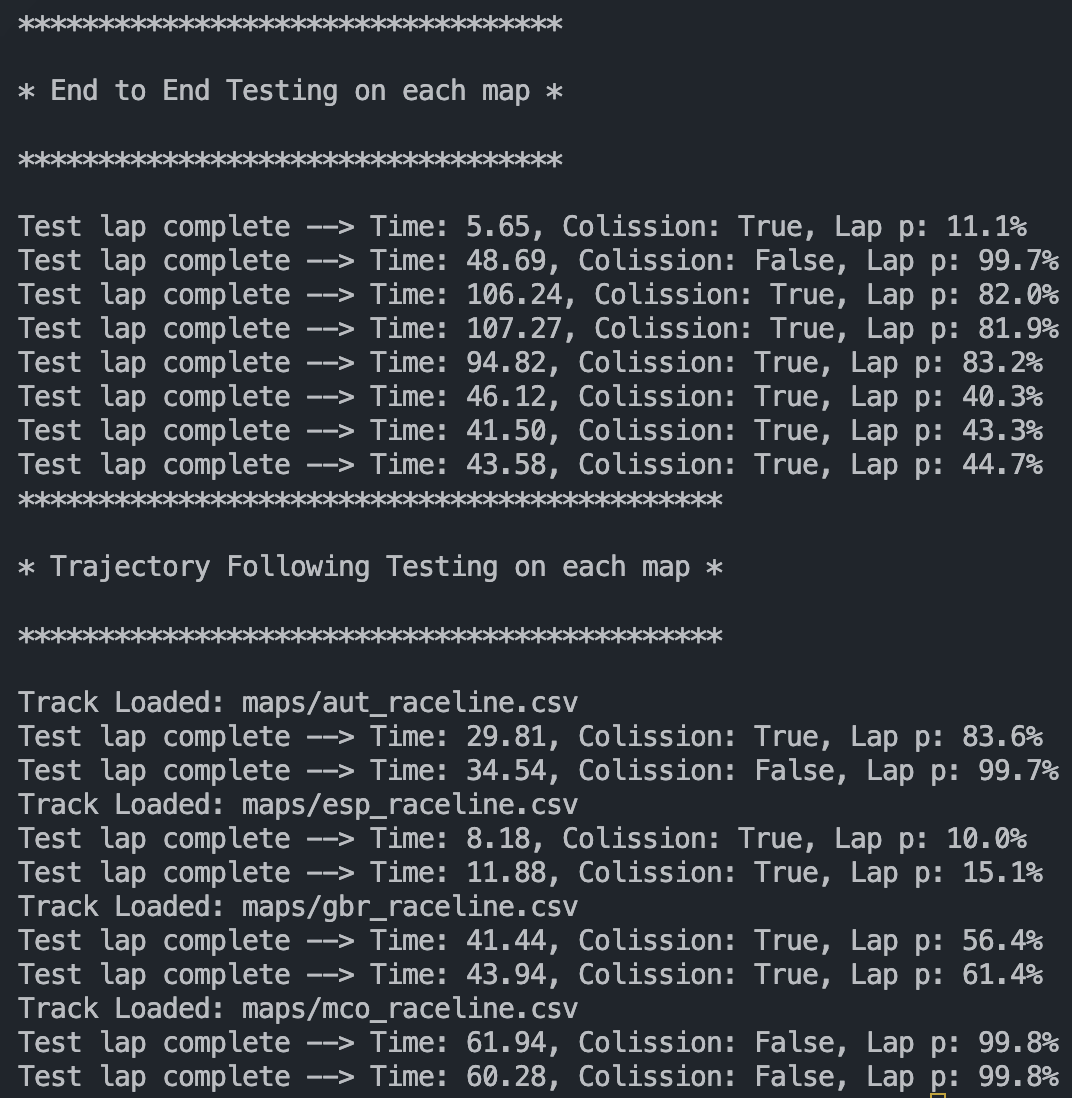 **********************************
* End to End Testing on each map *
**********************************
Test lap complete --> Time: 5.65, Colission: True, Lap p: 11.1%
Test lap complete --> Time: 48.69, Colission: False, Lap p: 99.7%
Test lap complete --> Time: 106.24, Colission: True, Lap p: 82.0%
Test lap complete --> Time: 107.27, Colission: True, Lap p: 81.9%
Test lap complete --> Time: 94.82, Colission: True, Lap p: 83.2%
Test lap complete --> Time: 46.12, Colission: True, Lap p: 40.3%
Test lap complete --> Time: 41.50, Colission: True, Lap p: 43.3%
Test lap complete --> Time: 43.58, Colission: True, Lap p: 44.7%
********************************************
* Trajectory Following Testing on each map *
********************************************
Track Loaded: maps/aut_raceline.csv
Test lap complete --> Time: 29.81, Colission: True, Lap p: 83.6%
Test lap complete --> Time: 34.54, Colission: False, Lap p: 99.7%
Track Loaded: maps/esp_raceline.csv
Test lap complete --> Time: 8.18, Colission: True, Lap p: 10.0%
Test lap complete --> Time: 11.88, Colission: True, Lap p: 15.1%
Track Loaded: maps/gbr_raceline.csv
Test lap complete --> Time: 41.44, Colission: True, Lap p: 56.4%
Test lap complete --> Time: 43.94, Colission: True, Lap p: 61.4%
Track Loaded: maps/mco_raceline.csv
Test lap complete --> Time: 61.94, Colission: False, Lap p: 99.8%
Test lap complete --> Time: 60.28, Colission: False, Lap p: 99.8%